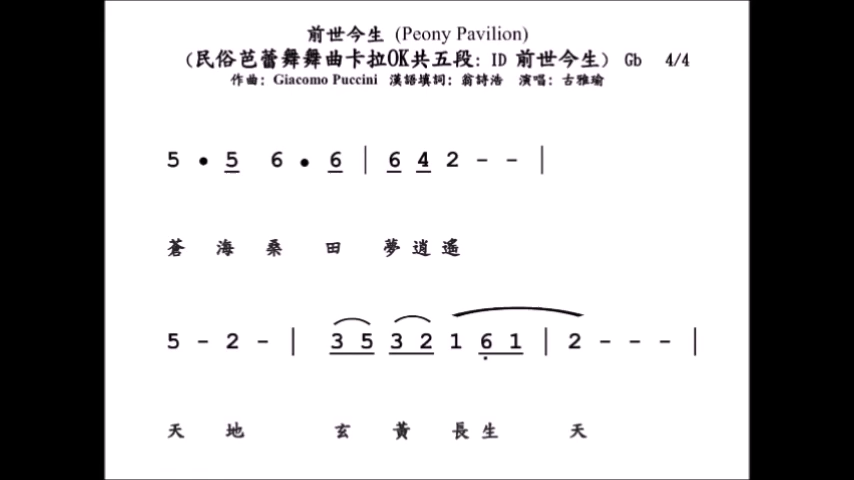 前世今生 (Peony Pavilion)
(民俗芭蕾舞舞曲卡拉OK共五段: ID 前世今生) Gb 4/4
作曲: Giacomo Puccini 漢語填詞: 翁詩浩 演唱: 古雅瑜
5 • 5 6 • 6 | 6 4 2 - - |
蒼 海 桑 田 夢 逍 遙
5 - 2 - | 3 5 3 2 1 6 1 | 2 - - - |
天 地 玄 黃 長 生 天